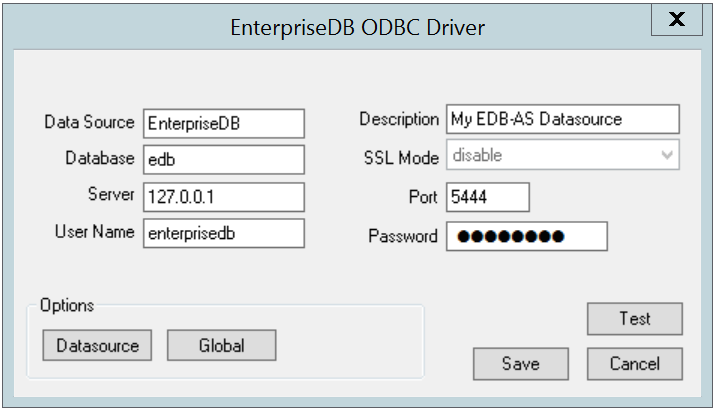 EnterpriseDB ODBC Driver
X
Data Source EnterpriseDB
Description My EDB-AS Datasource
Database edb
SSL Mode disable
Server 127.0.0.1
Port 5444
User Name enterprisedb
Password ●●●●●●●●
Options
Datasource Global
Test
Save Cancel